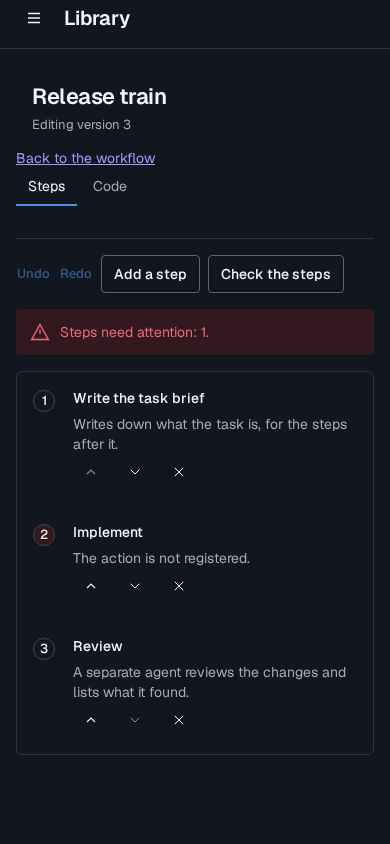 Library
Release train
Editing version 3
Back to the workflow
Steps Code
Undo Redo Add a step Check the steps
Steps need attention: 1.
1 Write the task brief
Writes down what the task is, for the steps
after it.
2 Implement
The action is not registered.
3 Review
A separate agent reviews the changes and
lists what it found.